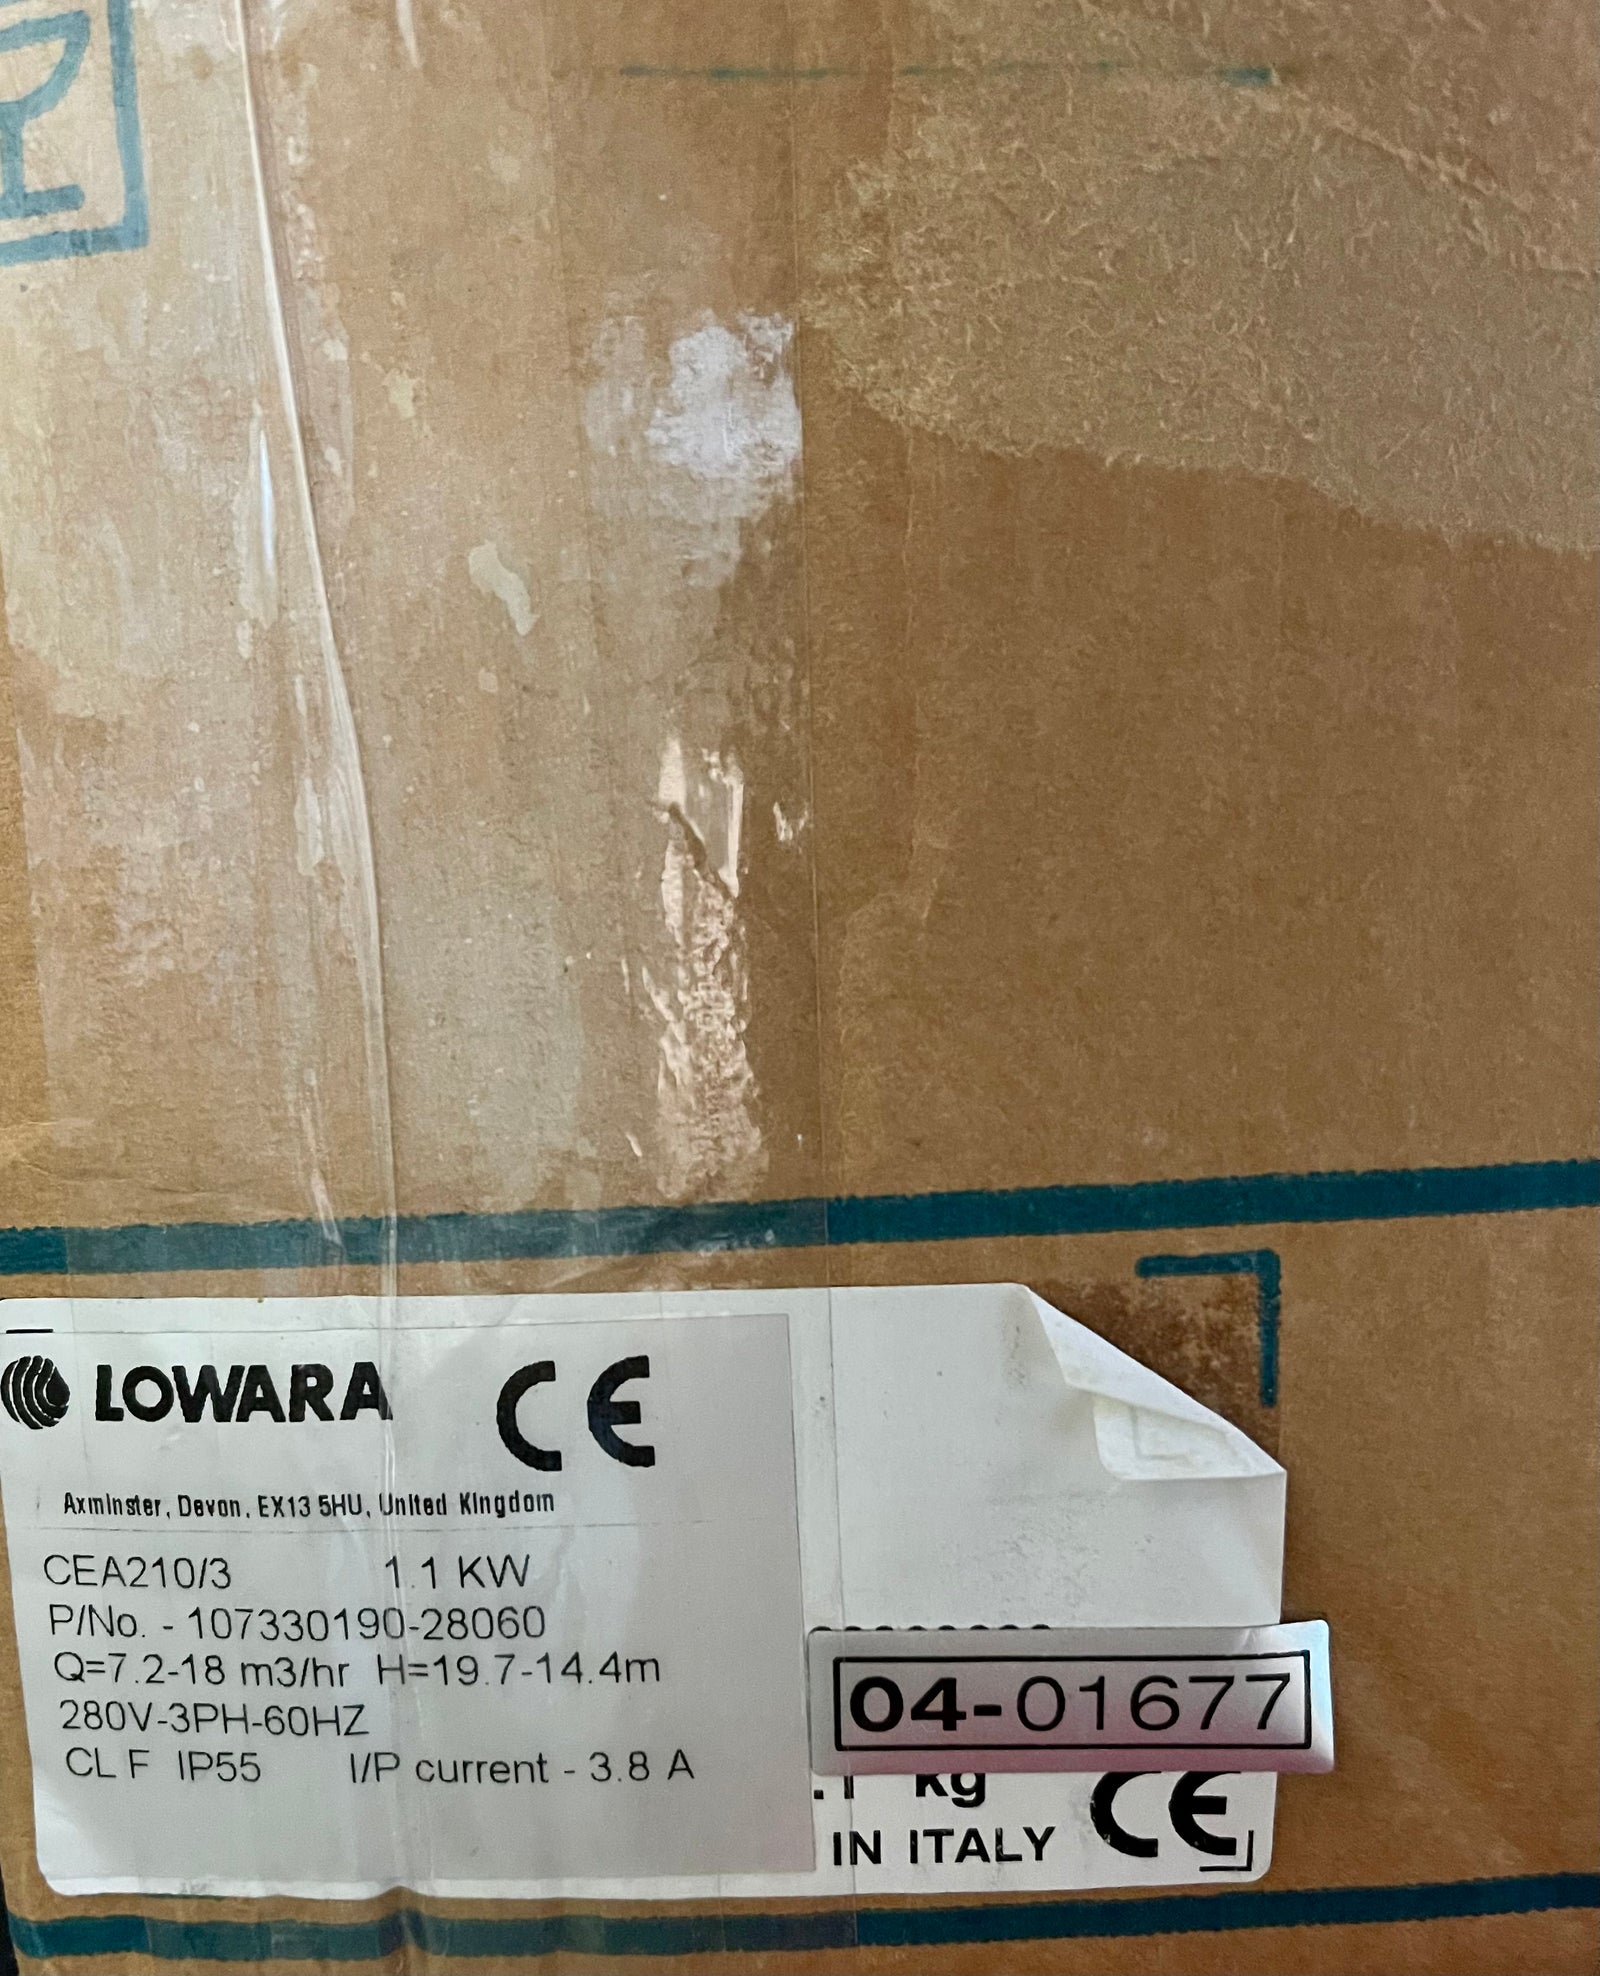 LOWARA CE
Axminster, Devon, EX13 5HU, United Kingdom
CEA210/3 1.1 KW
P/No. - 107330190-28060
Q=7.2-18 m3/hr H=19.7-14.4m
280V-3PH-60HZ
CL F IP55 I/P current - 3.8 A
04-01677
.1 kg
IN ITALY CE